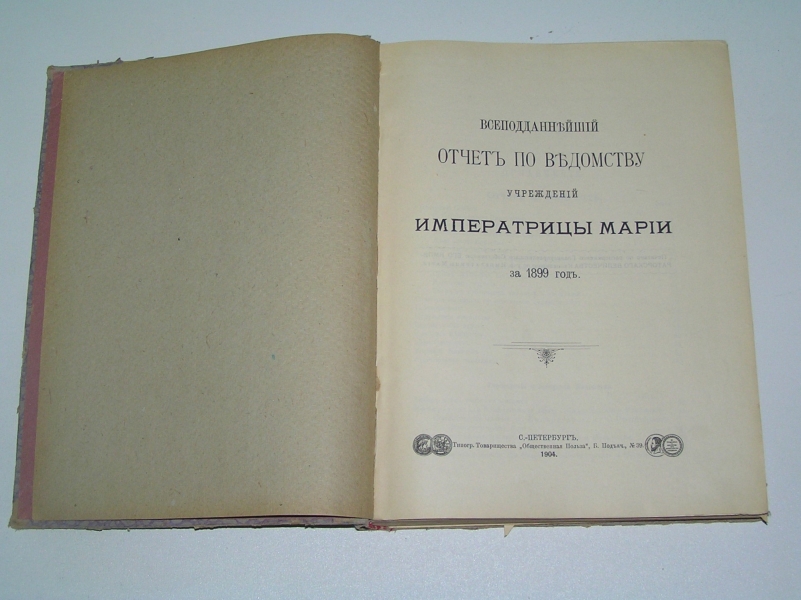 ВСЕПОДДАННѢЙШІЙ
ОТЧЕТЪ ПО ВѢДОМСТВУ
УЧРЕЖДЕНІЙ
ИМПЕРАТРИЦЫ МАРІИ
за 1899 годъ.
С.-ПЕТЕРБУРГЪ.
Типогр. Товарищества „Общественная Польза“, Б. Подъяч., № 39.
1904.